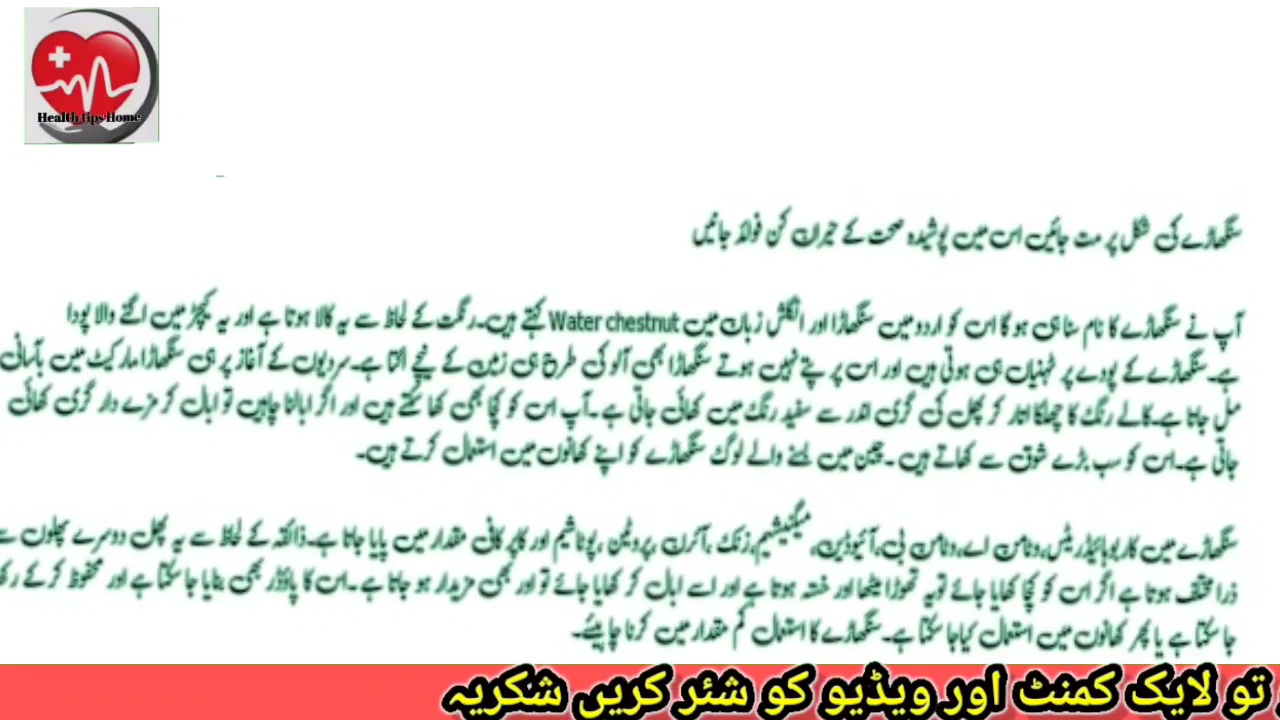 Health tips Home
سنگھاڑے کی شکل پر مت جائیں اس میں پوشیدہ صحت کے حیران کن فوائد جانیں
آپ نے سنگھاڑے کا نام سنا ہی ہو گا اس کو اردو میں سنگھاڑا اور انگلش زبان میں Water chestnut کہتے ہیں۔رنگت کے لحاظ سے یہ کالا ہوتا ہے اور یہ کیچڑ میں اگنے والا پودا
ہے۔سنگھاڑے کے پودے پر ٹہنیاں ہی ہوتی ہیں اور اس پر پتے نہیں ہوتے سنگھاڑا بھی آلو کی طرح ہی زمین کے نیچے اگتا ہے۔سردیوں کے آغاز پر ہی سنگھاڑا مارکیٹ میں بآسانی
مل جاتا ہے۔کالے رنگ کا چھلکا اتار کر پھل کی گری اندر سے سفید رنگ میں کھائی جاتی ہے۔آپ اس کو کچا بھی کھا سکتے ہیں اور اگر ابالنا چاہیں تو ابال کر مزے دار گری کھائی
جاتی ہے۔اس کو سب بڑے شوق سے کھاتے ہیں۔چین میں بسنے والے لوگ سنگھاڑے کو اپنے کھانوں میں استعمال کرتے ہیں۔
سنگھاڑے میں کاربوہائیڈریٹس،وٹامن اے،وٹامن بی،آئیوڈین،میگنیشیم،زنک،آئرن،پروٹین،پوٹاشیم اور کاپر کافی مقدار میں پایا جاتا ہے۔ذائقہ کے لحاظ سے یہ پھل دوسرے پھلوں سے
ذرا مختلف ہوتا ہے اگر اس کو کچا کھایا جائے تو یہ تھوڑا میٹھا اور خستہ ہوتا ہے اور اسے ابال کر کھایا جائے تو اور بھی مزیدار ہو جاتا ہے۔اس کا پاؤڈر بھی بنایا جا سکتا ہے اور محفوظ کر کے
جا سکتا ہے یا پھر کھانوں میں استعمال کیا جا سکتا ہے۔سنگھاڑے کا استعمال کم مقدار میں کرنا چاہیئے۔
تو لایک کمنٹ اور ویڈیو کو شئر کریں شکریہ